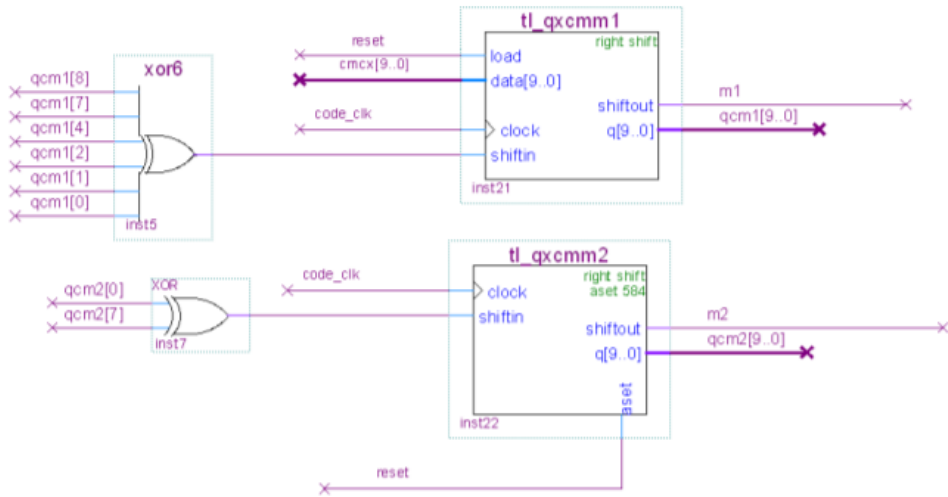 tl_qxcmm1
right shift
reset
load
cmcx[9..0]
data[9..0]
xor6
qcm1[8]
qcm1[7]
qcm1[4]
qcm1[2]
qcm1[1]
qcm1[0]
inst5
code_clk
clock
shiftin
shiftout
m1
q[9..0]
qcm1[9..0]
inst21
tl_qxcmm2
right shift
aset 584
code_clk
clock
shiftin
XOR
qcm2[0]
qcm2[7]
inst7
shiftout
m2
q[9..0]
qcm2[9..0]
aset
inst22
reset